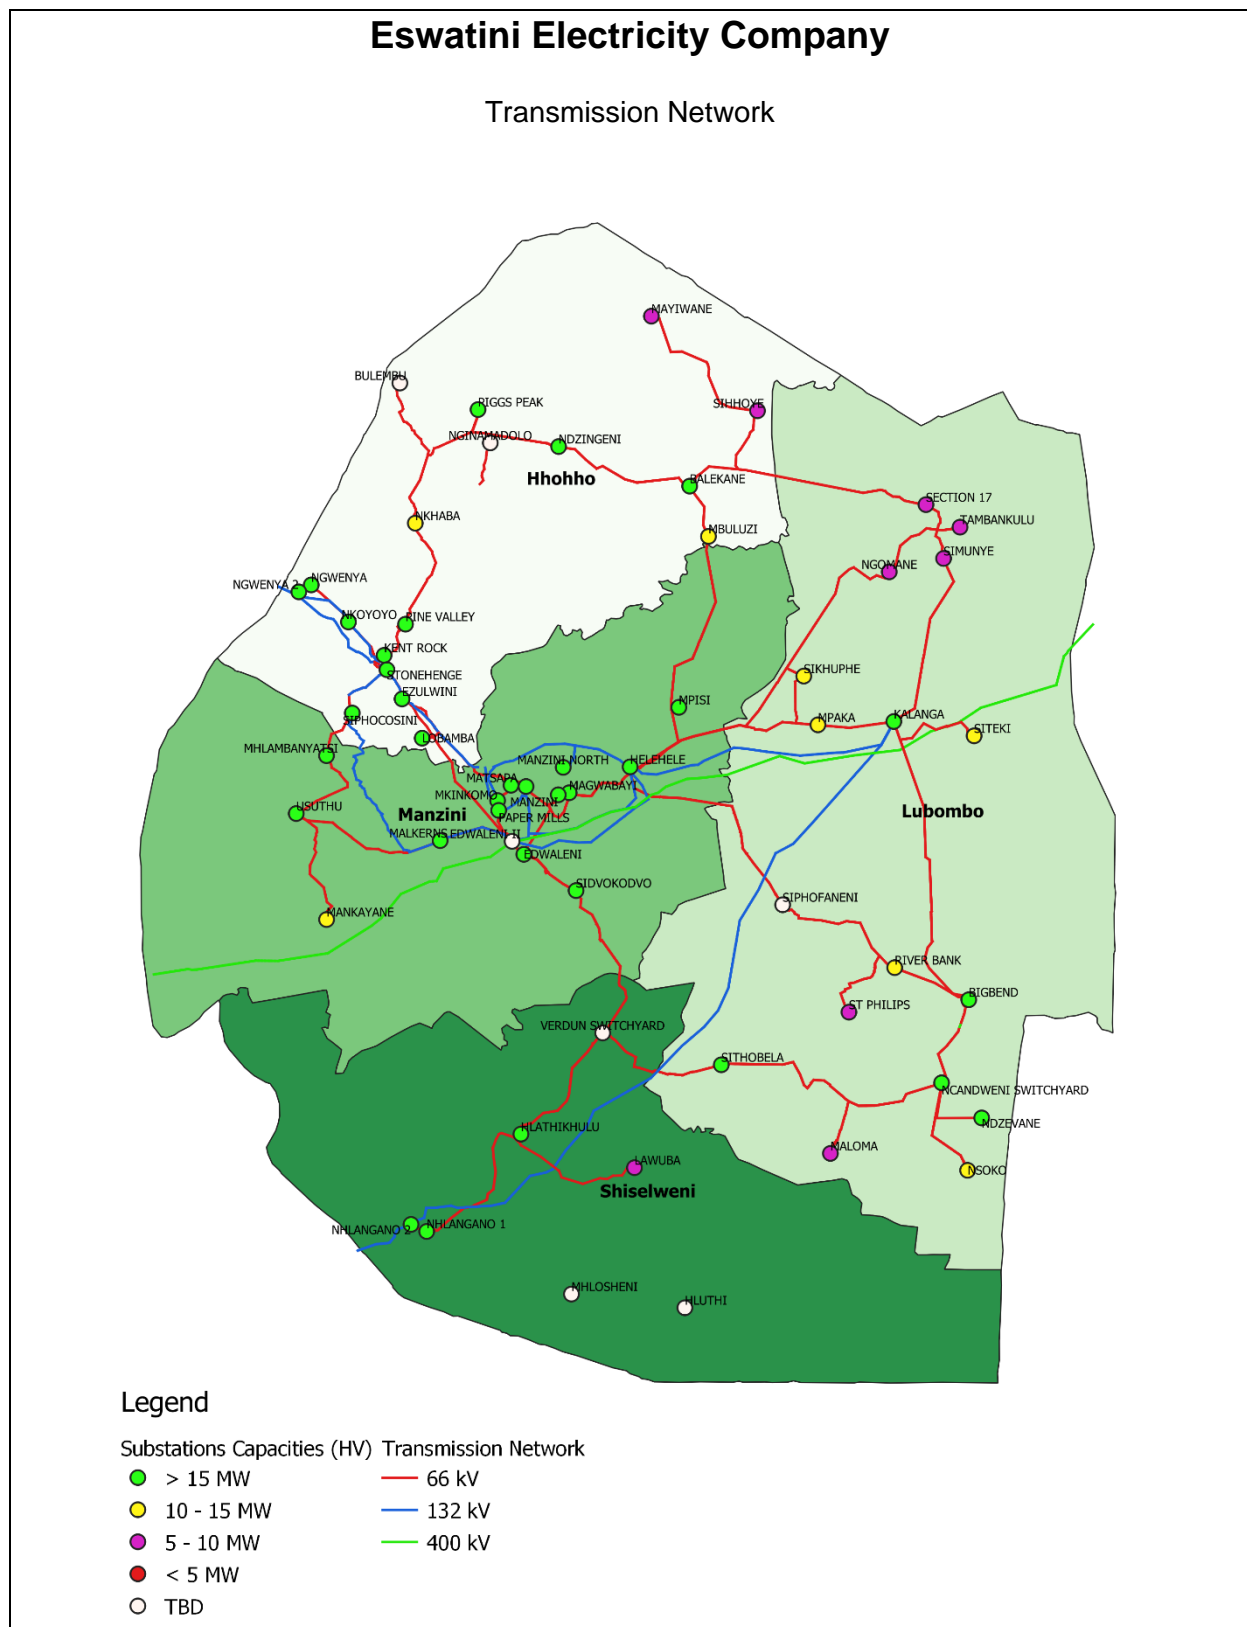 Eswatini Electricity Company
Transmission Network
MAYIWANE
BULEMBU
PIGGS PEAK
SIHHOYE
NGINAMADOLO
NDZINGENI
Hhohho
BALEKANE
SECTION 17
NKHABA
MBULUZI
TAMBANKULU
SIMUNYE
NGOMANE
NGWENYA 2
NGWENYA
NKOYOYO
PINE VALLEY
KENT ROCK
STONEHENGE
SIKHUPHE
EZULWINI
SIPHOCOSINI
MPISI
MPAKA
KALANGA
SITEKI
LOBAMBA
MHLAMBANYATSI
MANZINI NORTH
HELEHELE
MATSAPA
MAGWABAYI
MKINKOMO
MANZINI
USUTHU
Manzini
PAPER MILLS
Lubombo
MALKERNS
EDWALENI II
EDWALENI
SIDVOKODVO
SIPHOFANENI
MANKAYANE
RIVER BANK
BIGBEND
ST PHILIPS
VERDUN SWITCHYARD
SITHOBELA
NCANDWENI SWITCHYARD
NDZEVANE
HLATHIKHULU
MALOMA
LAWUBA
NSOKO
Shiselweni
NHLANGANO 2
NHLANGANO 1
MHLOSHENI
HLUTHI
Legend
Substations Capacities (HV) Transmission Network
> 15 MW 66 kV
10 - 15 MW 132 kV
5 - 10 MW 400 kV
< 5 MW
TBD